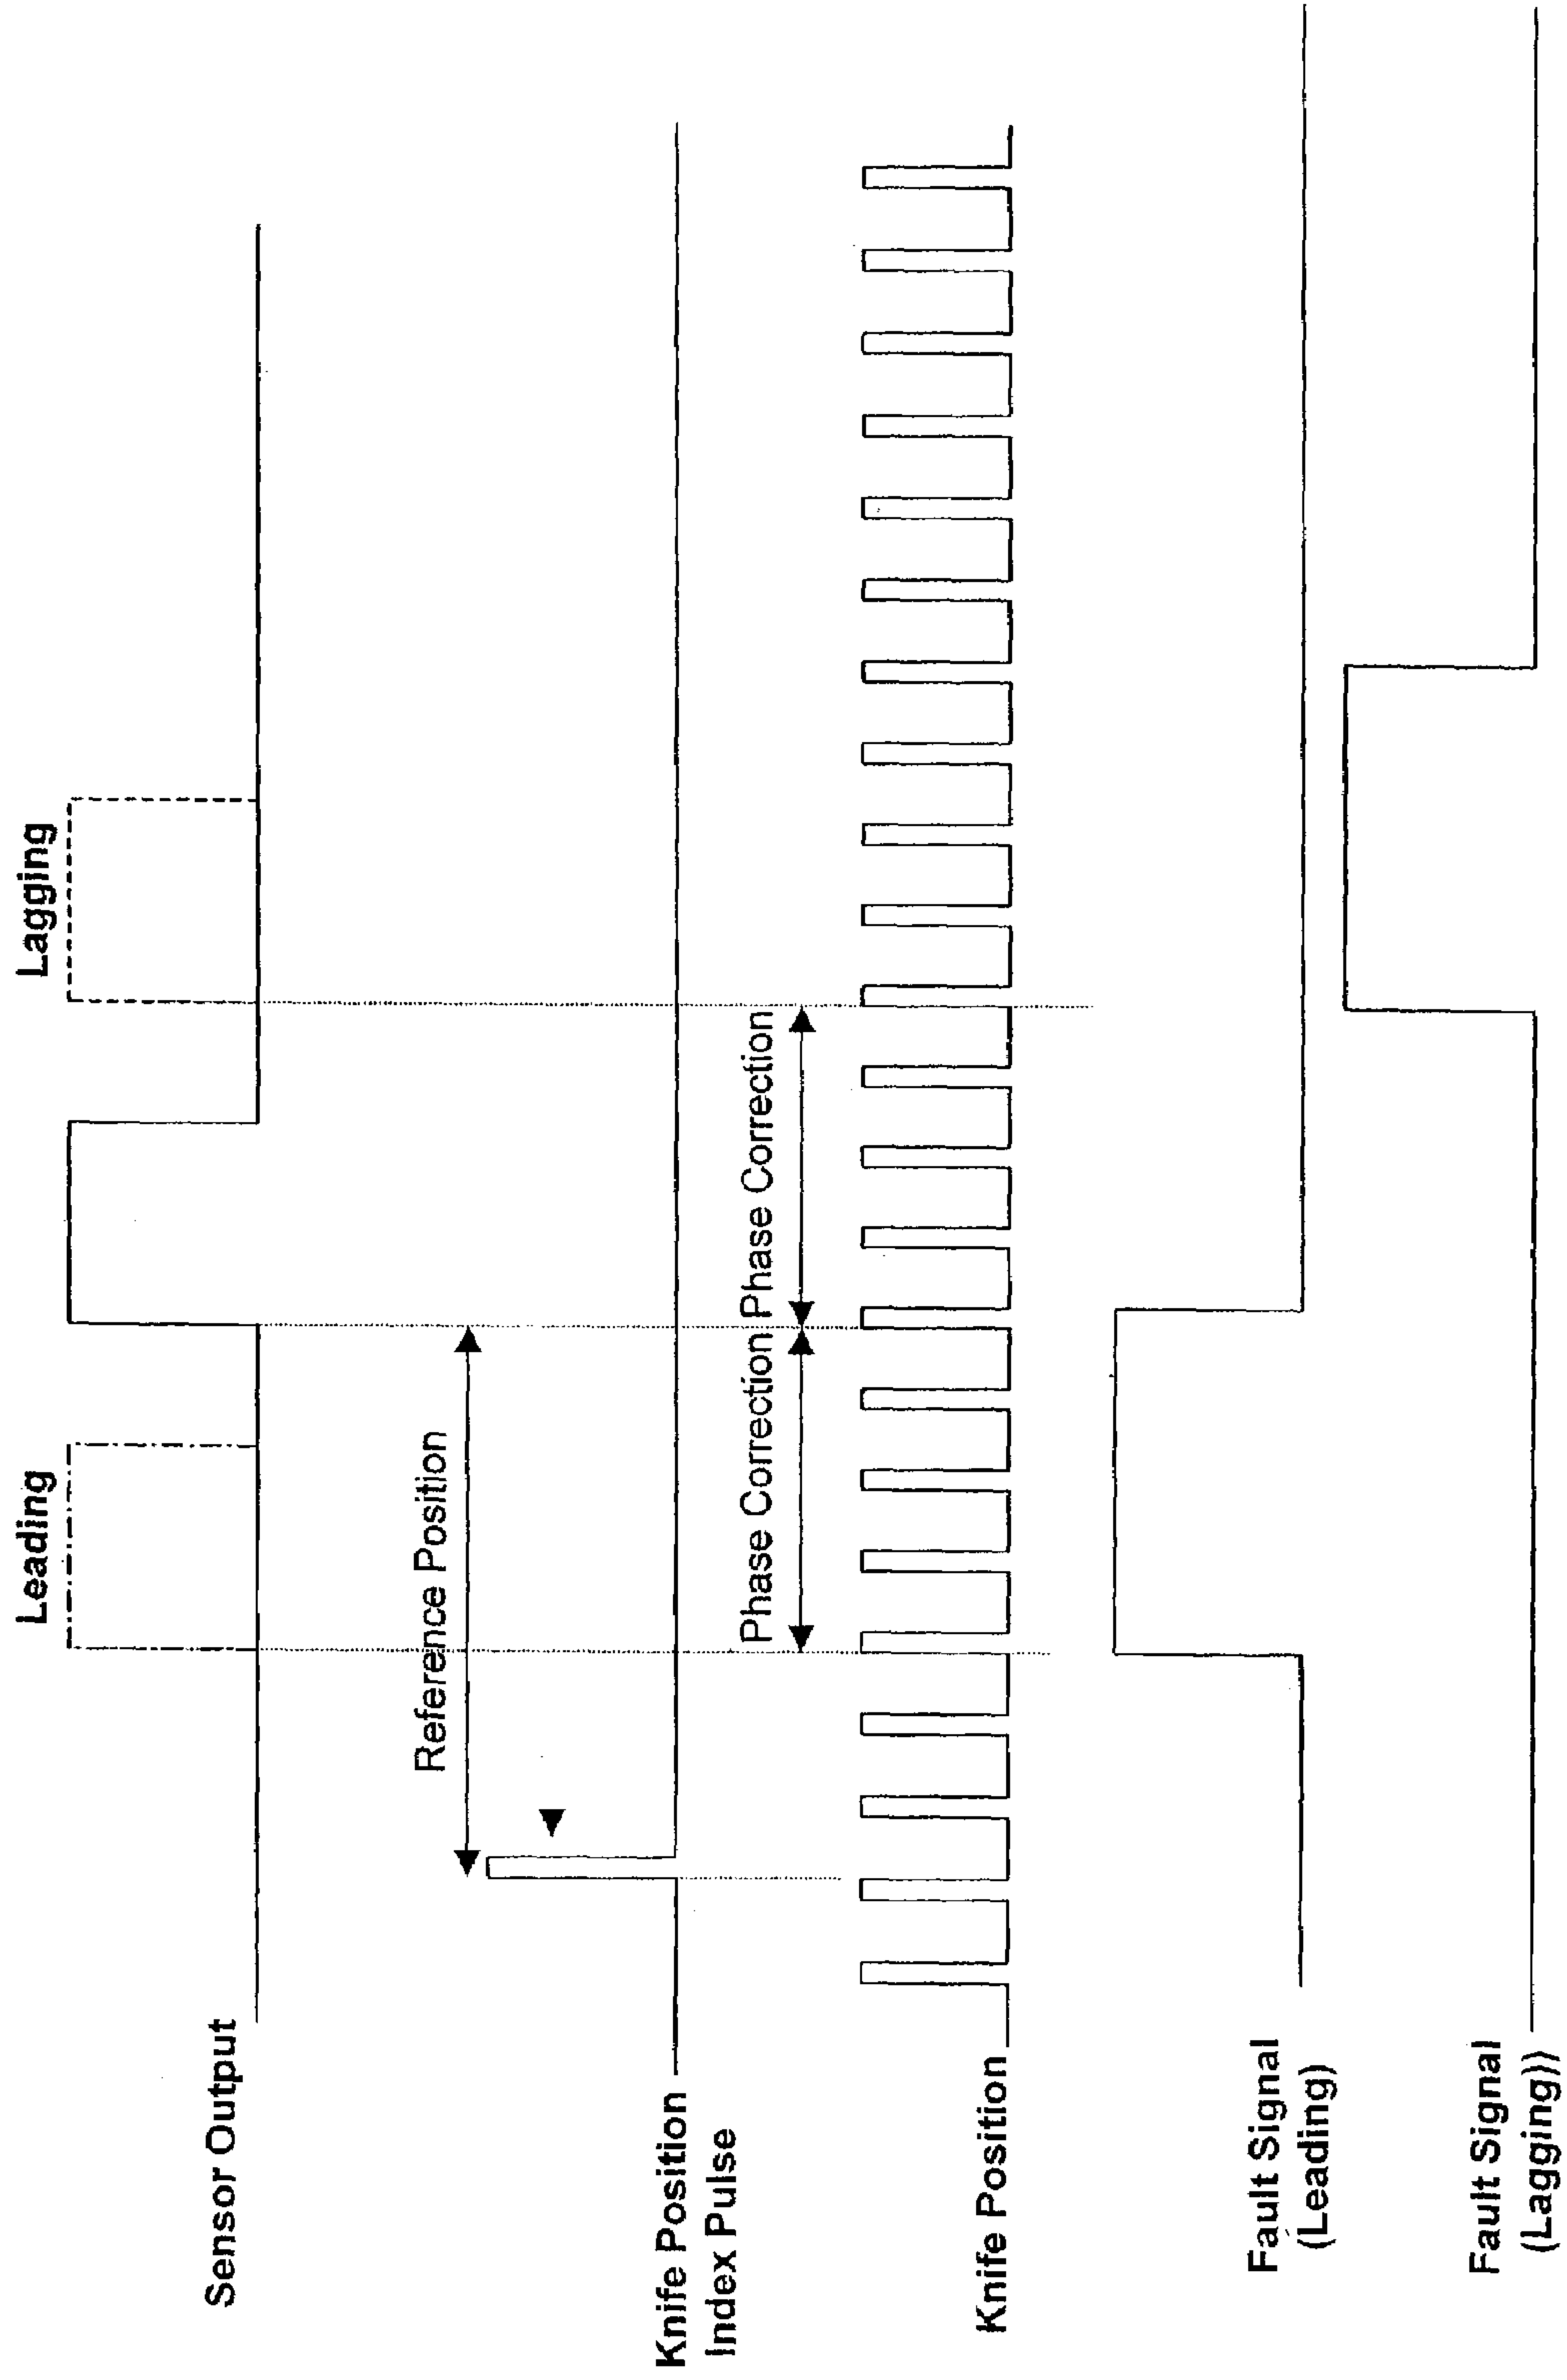 Leading
Lagging
Sensor Output
Reference Position
Knife Position
Index Pulse
Phase Correction
Phase Correction
Knife Position
Fault Signal
(Leading)
Fault Signal
(Lagging))